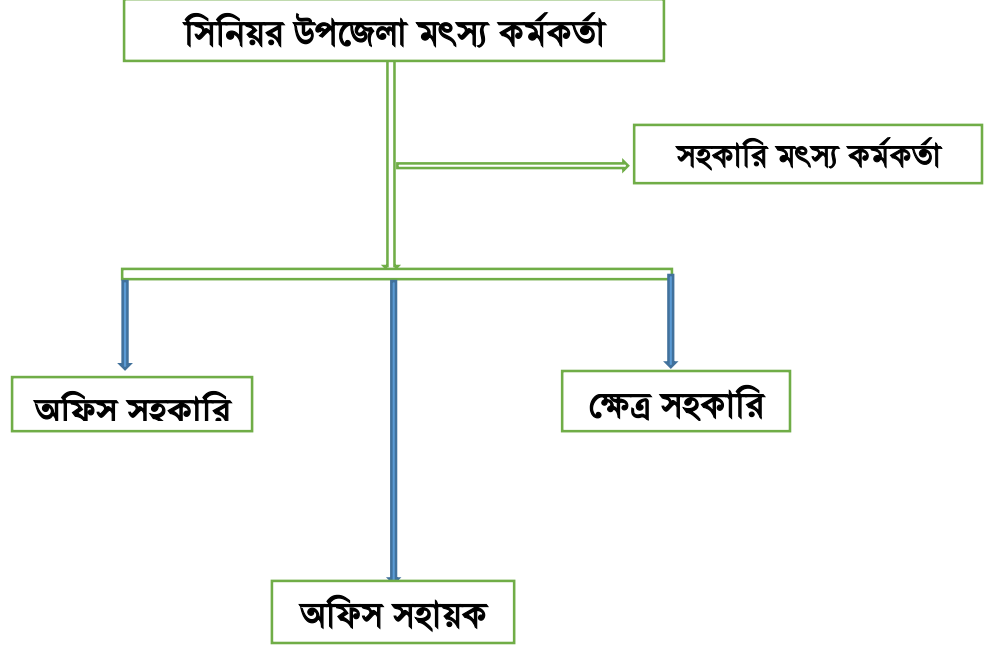 সিনিয়র উপজেলা মৎস্য কর্মকর্তা
সহকারি মৎস্য কর্মকর্তা
অফিস সহকারি
ক্ষেত্র সহকারি
অফিস সহায়ক